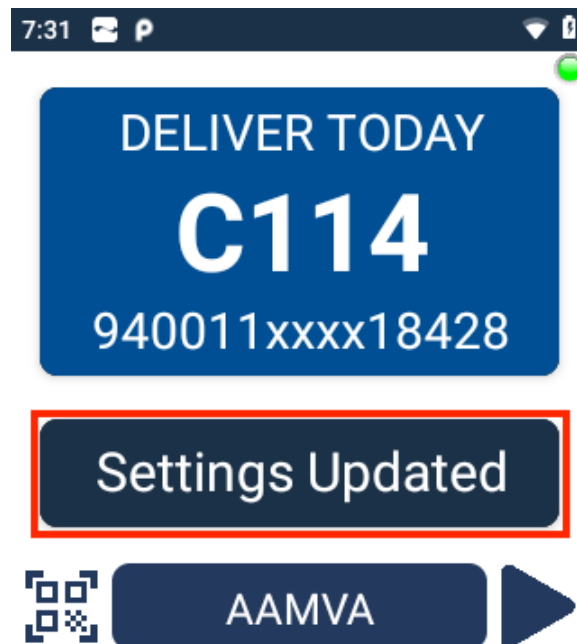 7:31
DELIVER TODAY
C114
940011xxxx18428
Settings Updated
AAMVA